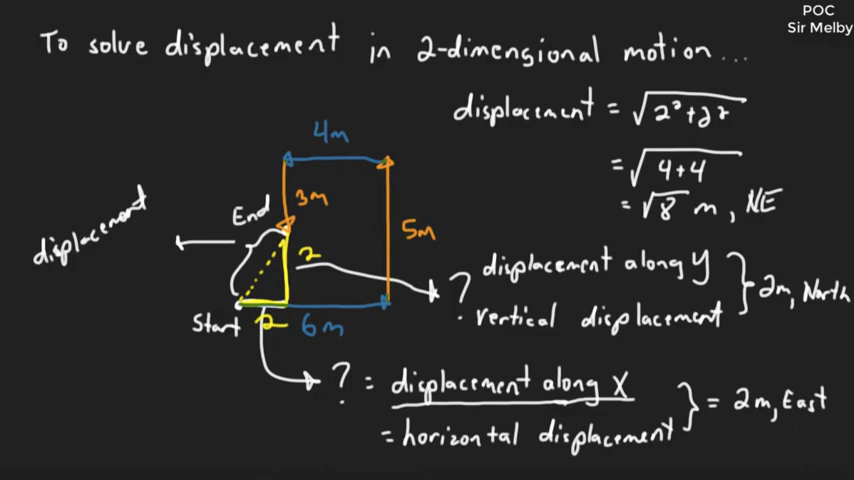 POC
Sir Melby
To solve displacement in 2-dimensional motion...
displacement = √2²+2²
= √4+4
= √8 m, NE
4m
3m
End
displacement
5m
2
Start
2
6m
? displacement along y
vertical displacement
} = 2m, North
? = displacement along X
= horizontal displacement
} = 2m, East